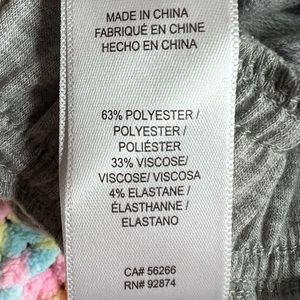 MADE IN CHINA
FABRIQUÉ EN CHINE
HECHO EN CHINA
63% POLYESTER /
POLYESTER /
POLIÉSTER
33% VISCOSE/
VISCOSE/ VISCOSA
4% ELASTANE /
ÉLASTHANNE /
ELASTANO
CA# 56266
RN# 92874